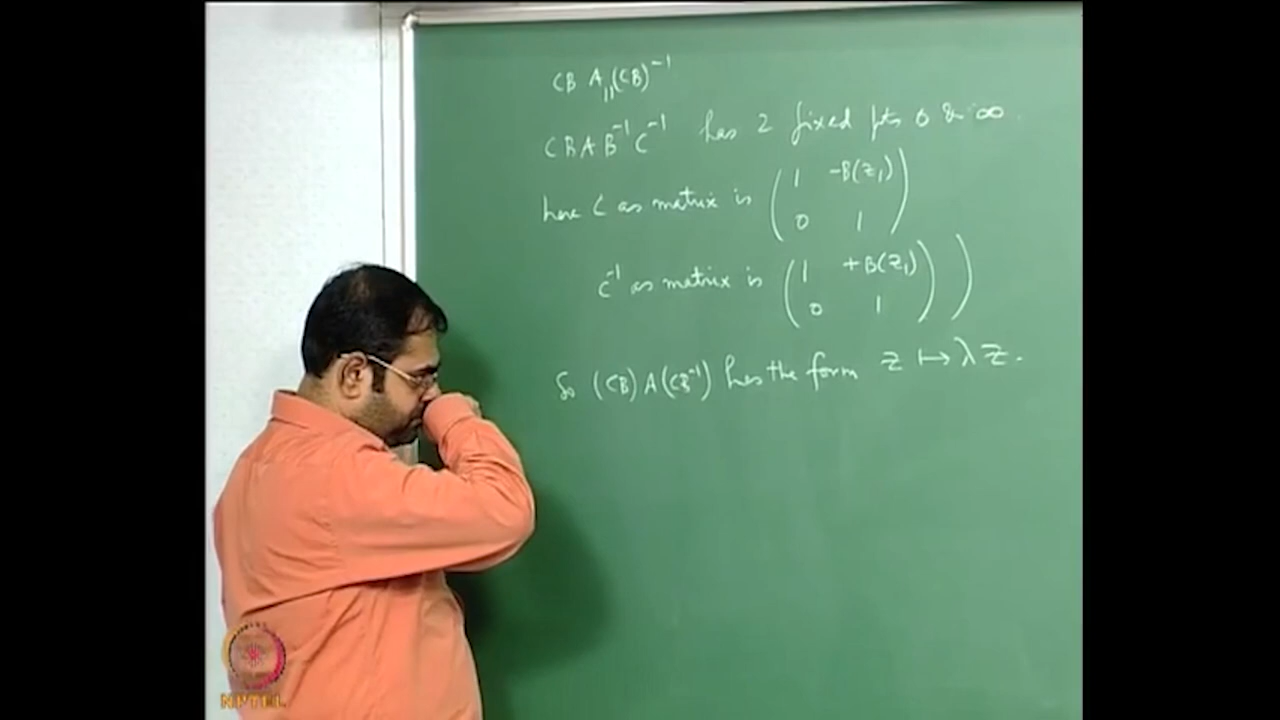 CB A (CB)⁻¹
||
CBAB⁻¹C⁻¹ has 2 fixed pts 0 & ∞.
here C as matrix is ( 1 -B(z₁)
0 1 )
C⁻¹ as matrix is ( 1 +B(z₁)
0 1 ) )
So (CB) A (CB⁻¹) has the form z ↦ λz.
NPTEL